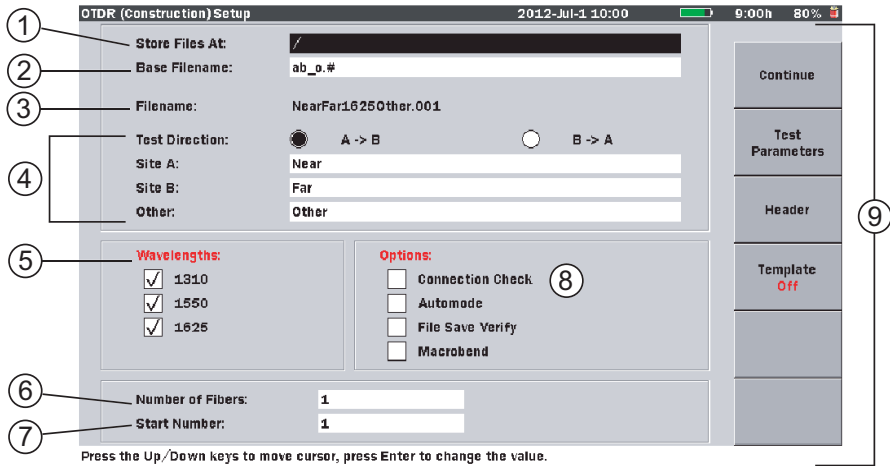 OTDR (Construction) Setup 2012-Jul-1 10:00 9:00h 80%
1 Store Files At: /
2 Base Filename: ab_o.#
3 Filename: NearFar1625Other.001
4 Test Direction: A -> B B -> A
Site A: Near
Site B: Far
Other: Other
5 Wavelengths:
1310
1550
1625
Options:
Connection Check 8
Automode
File Save Verify
Macrobend
6 Number of Fibers: 1
7 Start Number: 1
Continue
Test
Parameters
Header
Template
Off
9
Press the Up/Down keys to move cursor, press Enter to change the value.